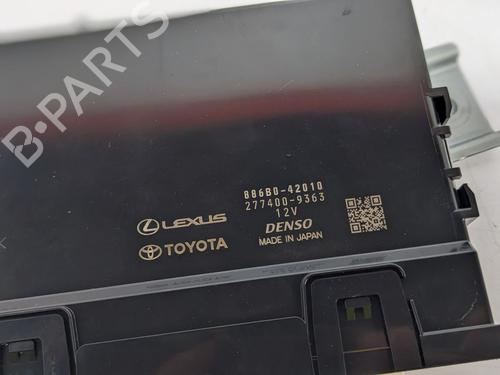 B-PARTS
886B0-42010
277400-9363
12V
LEXUS
DENSO
TOYOTA
MADE IN JAPAN
K